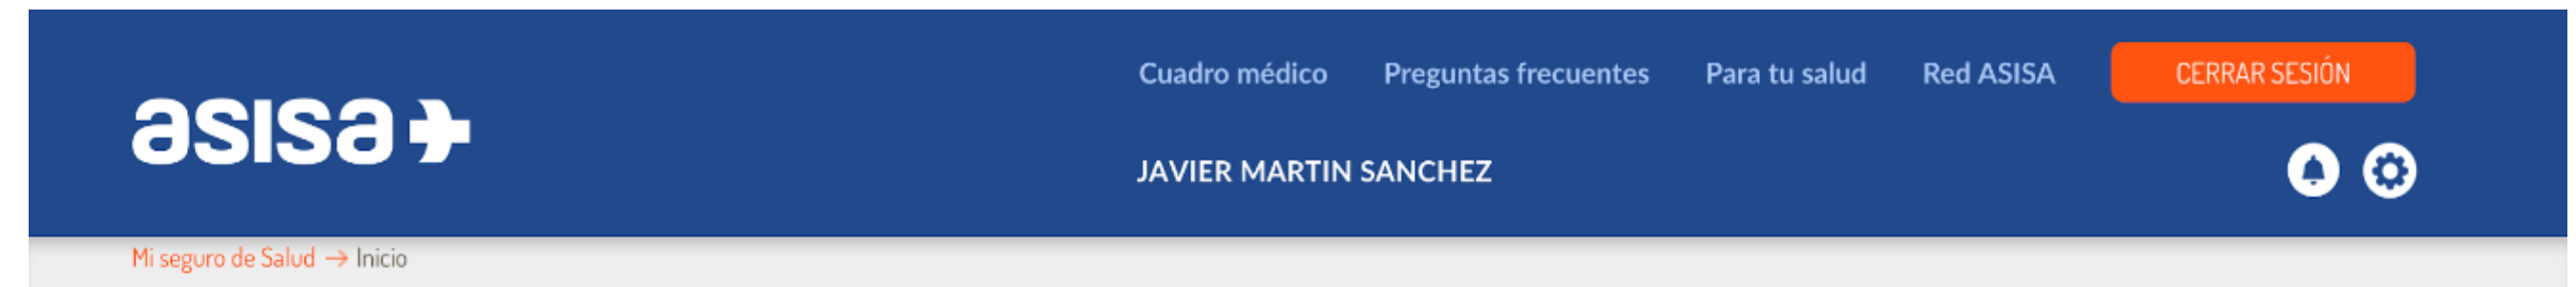 Cuadro médico Preguntas frecuentes Para tu salud Red ASISA CERRAR SESIÓN
asisa
JAVIER MARTIN SANCHEZ
Mi seguro de Salud → Inicio